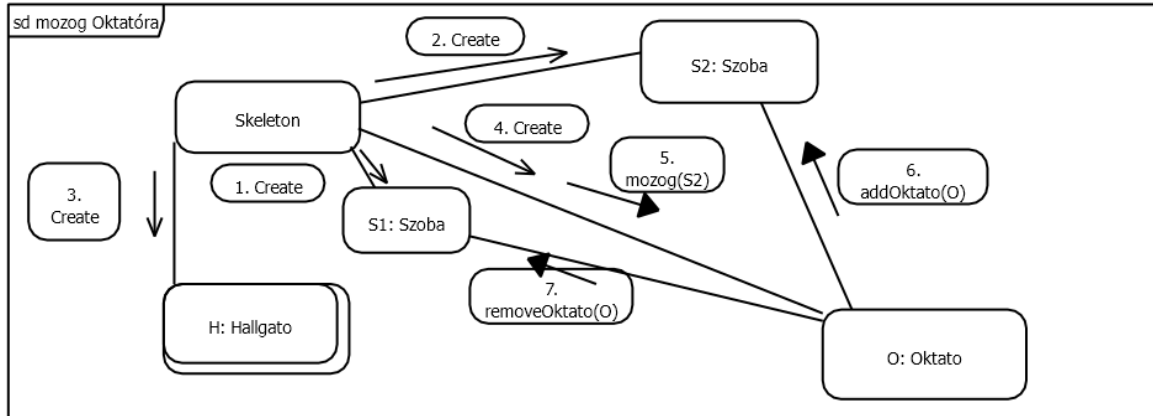 sd mozog Oktatóra
2. Create
S2: Szoba
Skeleton
4. Create
5.
mozog(S2)
6.
addOktato(O)
3.
Create
1. Create
S1: Szoba
7.
removeOktato(O)
H: Hallgato
O: Oktato